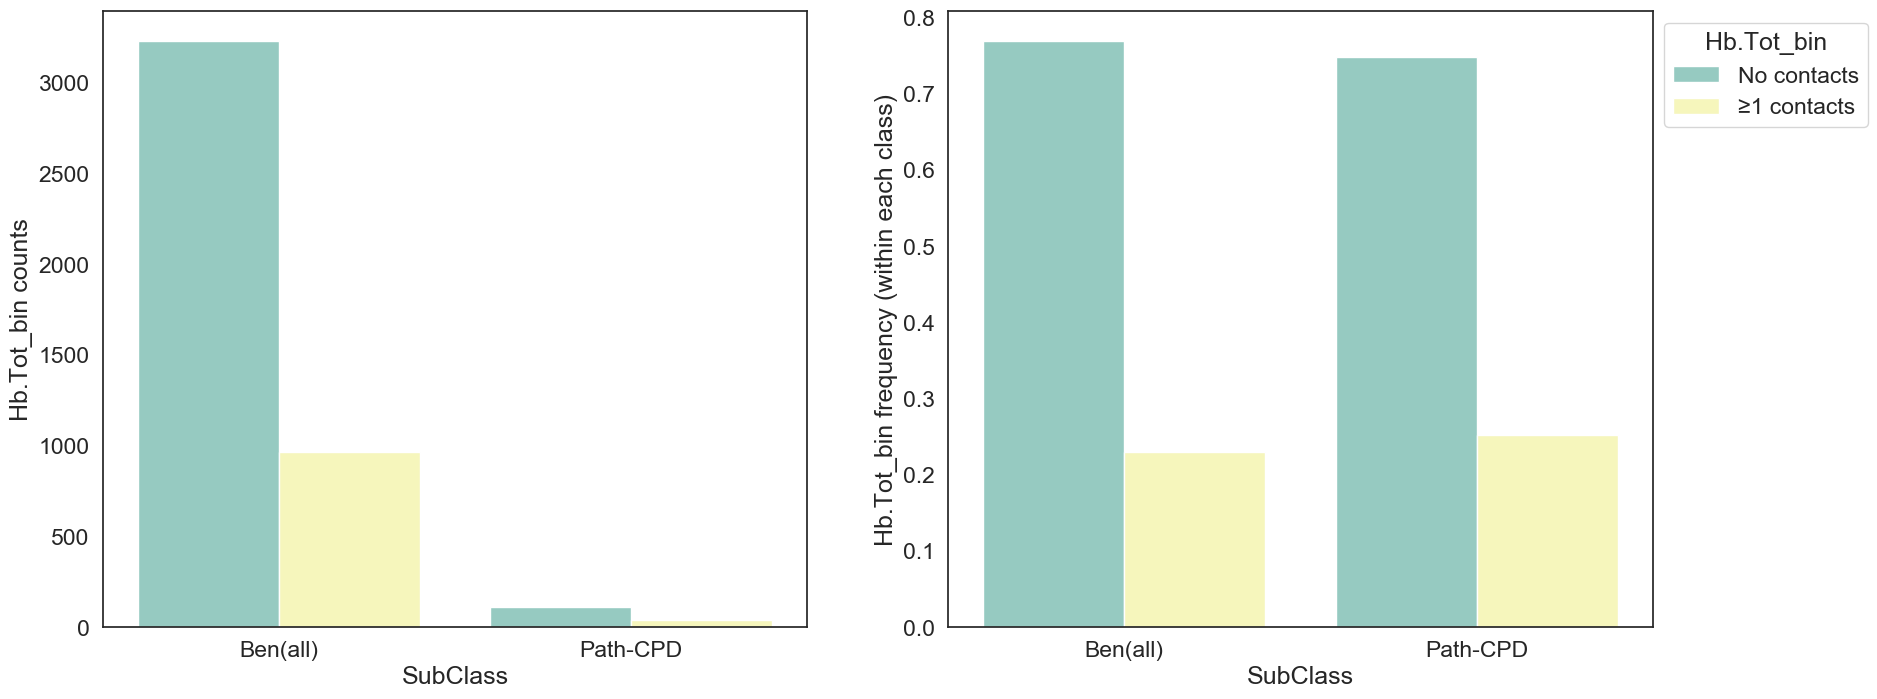 Hb.Tot_bin counts
3000
2500
2000
1500
1000
500
0
Ben(all)
Path-CPD
SubClass
Hb.Tot_bin frequency (within each class)
0.8
0.7
0.6
0.5
0.4
0.3
0.2
0.1
0.0
Ben(all)
Path-CPD
SubClass
Hb.Tot_bin
No contacts
≥1 contacts